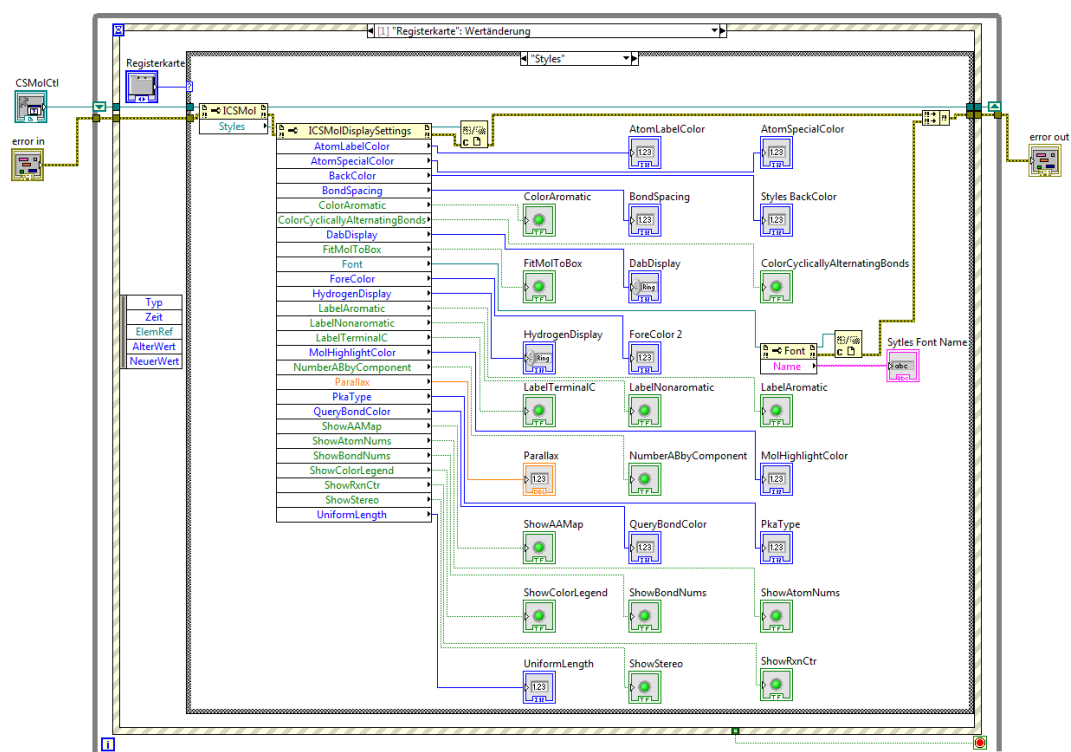 [1] "Registerkarte": Wertänderung
Registerkarte
"Styles"
CSMolCtl
ICSMol
Styles
ICSMolDisplaySettings
AtomLabelColor
AtomSpecialColor
BackColor
BondSpacing
ColorAromatic
ColorCyclicallyAlternatingBonds
DabDisplay
FitMolToBox
Font
ForeColor
HydrogenDisplay
LabelAromatic
LabelNonaromatic
LabelTerminalC
MolHighlightColor
NumberABbyComponent
Parallax
PkaType
QueryBondColor
ShowAAMap
ShowAtomNums
ShowBondNums
ShowColorLegend
ShowRxnCtr
ShowStereo
UniformLength
error in
error out
Typ
Zeit
ElemRef
AlterWert
NeuerWert
AtomLabelColor
AtomSpecialColor
ColorAromatic
BondSpacing
Styles BackColor
FitMolToBox
DabDisplay
ColorCyclicallyAlternatingBonds
HydrogenDisplay
ForeColor 2
Font
Name
Sytles Font Name
LabelTerminalC
LabelNonaromatic
LabelAromatic
Parallax
NumberABbyComponent
MolHighlightColor
ShowAAMap
QueryBondColor
PkaType
ShowColorLegend
ShowBondNums
ShowAtomNums
UniformLength
ShowStereo
ShowRxnCtr